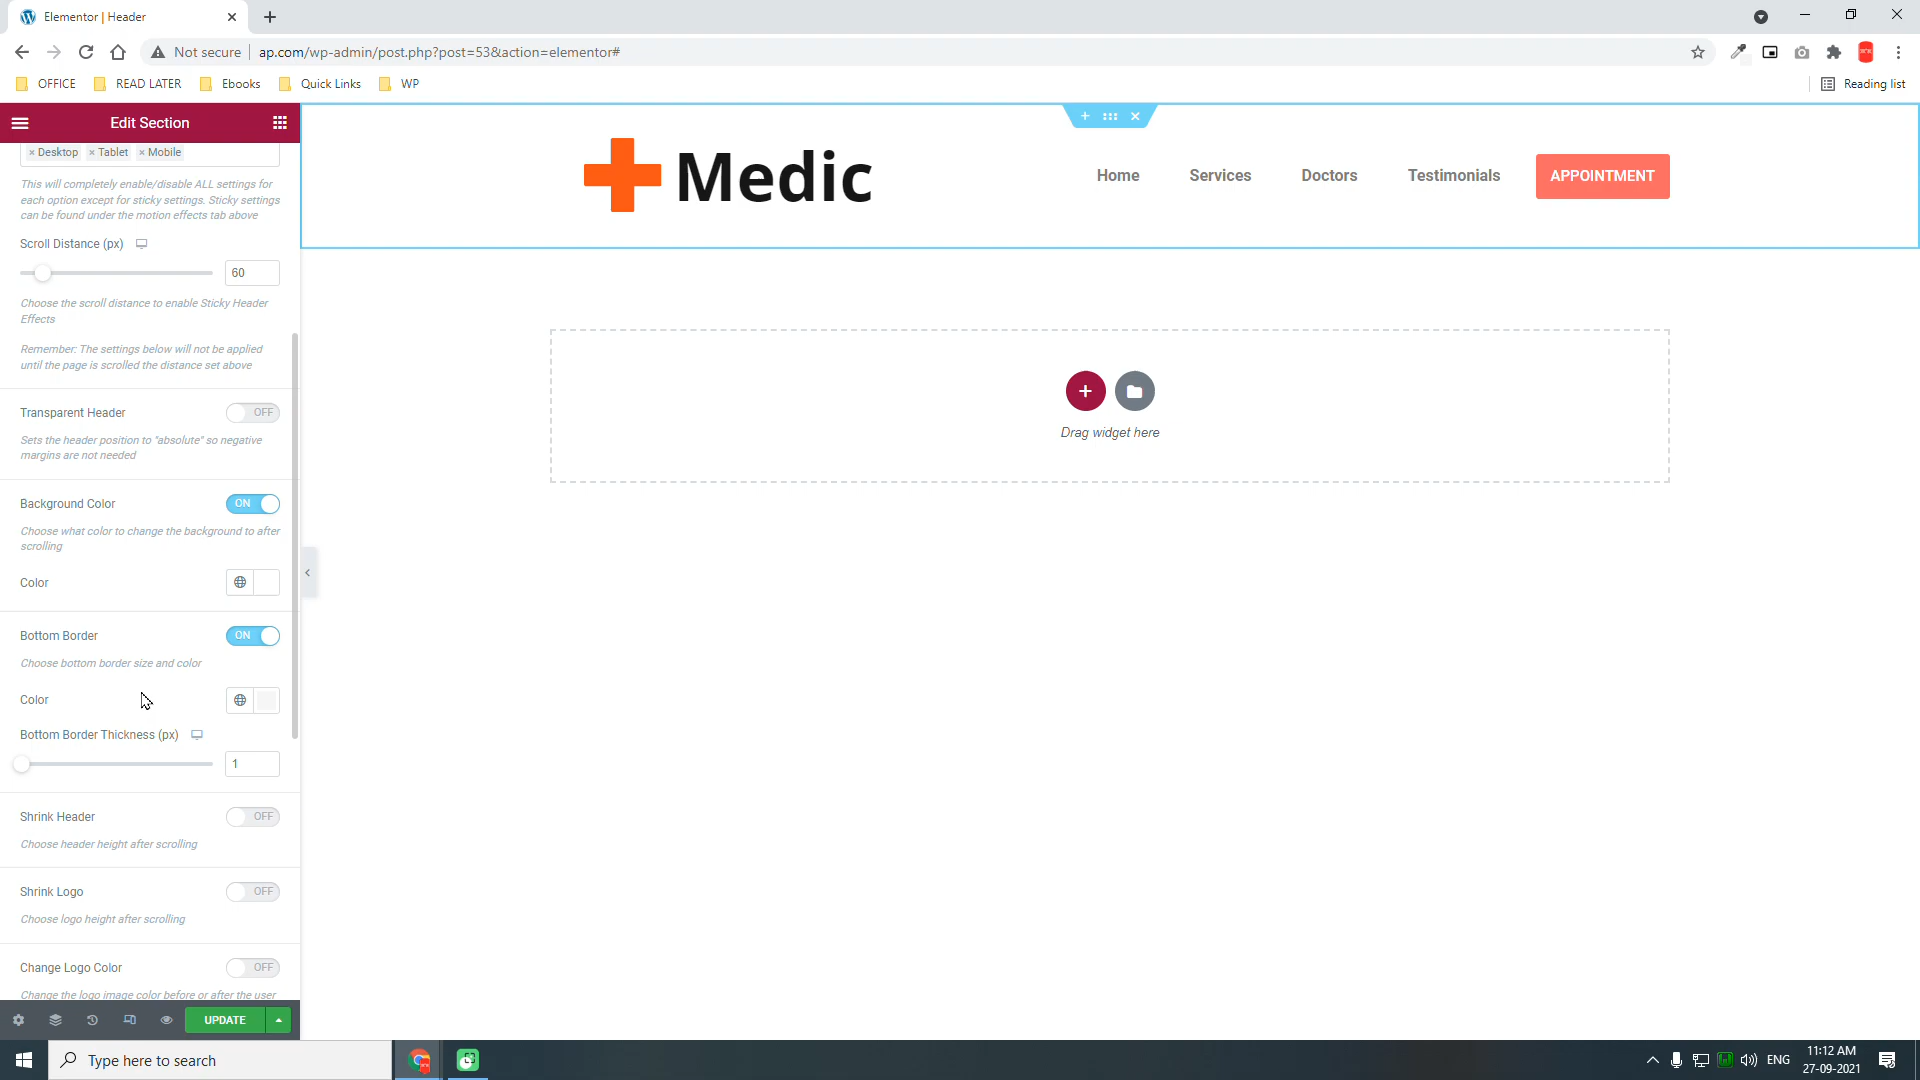 Elementor | Header
Not secure
ap.com/wp-admin/post.php?post=53&action=elementor#
OFFICE
READ LATER
Ebooks
Quick Links
WP
Reading list
Edit Section
× Desktop × Tablet × Mobile
This will completely enable/disable ALL settings for
each option except for sticky settings. Sticky settings
can be found under the motion effects tab above
Scroll Distance (px)
60
Choose the scroll distance to enable Sticky Header
Effects
Remember: The settings below will not be applied
until the page is scrolled the distance set above
Transparent Header
OFF
Sets the header position to "absolute" so negative
margins are not needed
Background Color
ON
Choose what color to change the background to after
scrolling
Color
Bottom Border
ON
Choose bottom border size and color
Color
Bottom Border Thickness (px)
1
Shrink Header
OFF
Choose header height after scrolling
Shrink Logo
OFF
Choose logo height after scrolling
Change Logo Color
OFF
Change the logo image color before or after the user
UPDATE
Medic
Home
Services
Doctors
Testimonials
APPOINTMENT
Drag widget here
Type here to search
ENG
11:12 AM
27-09-2021